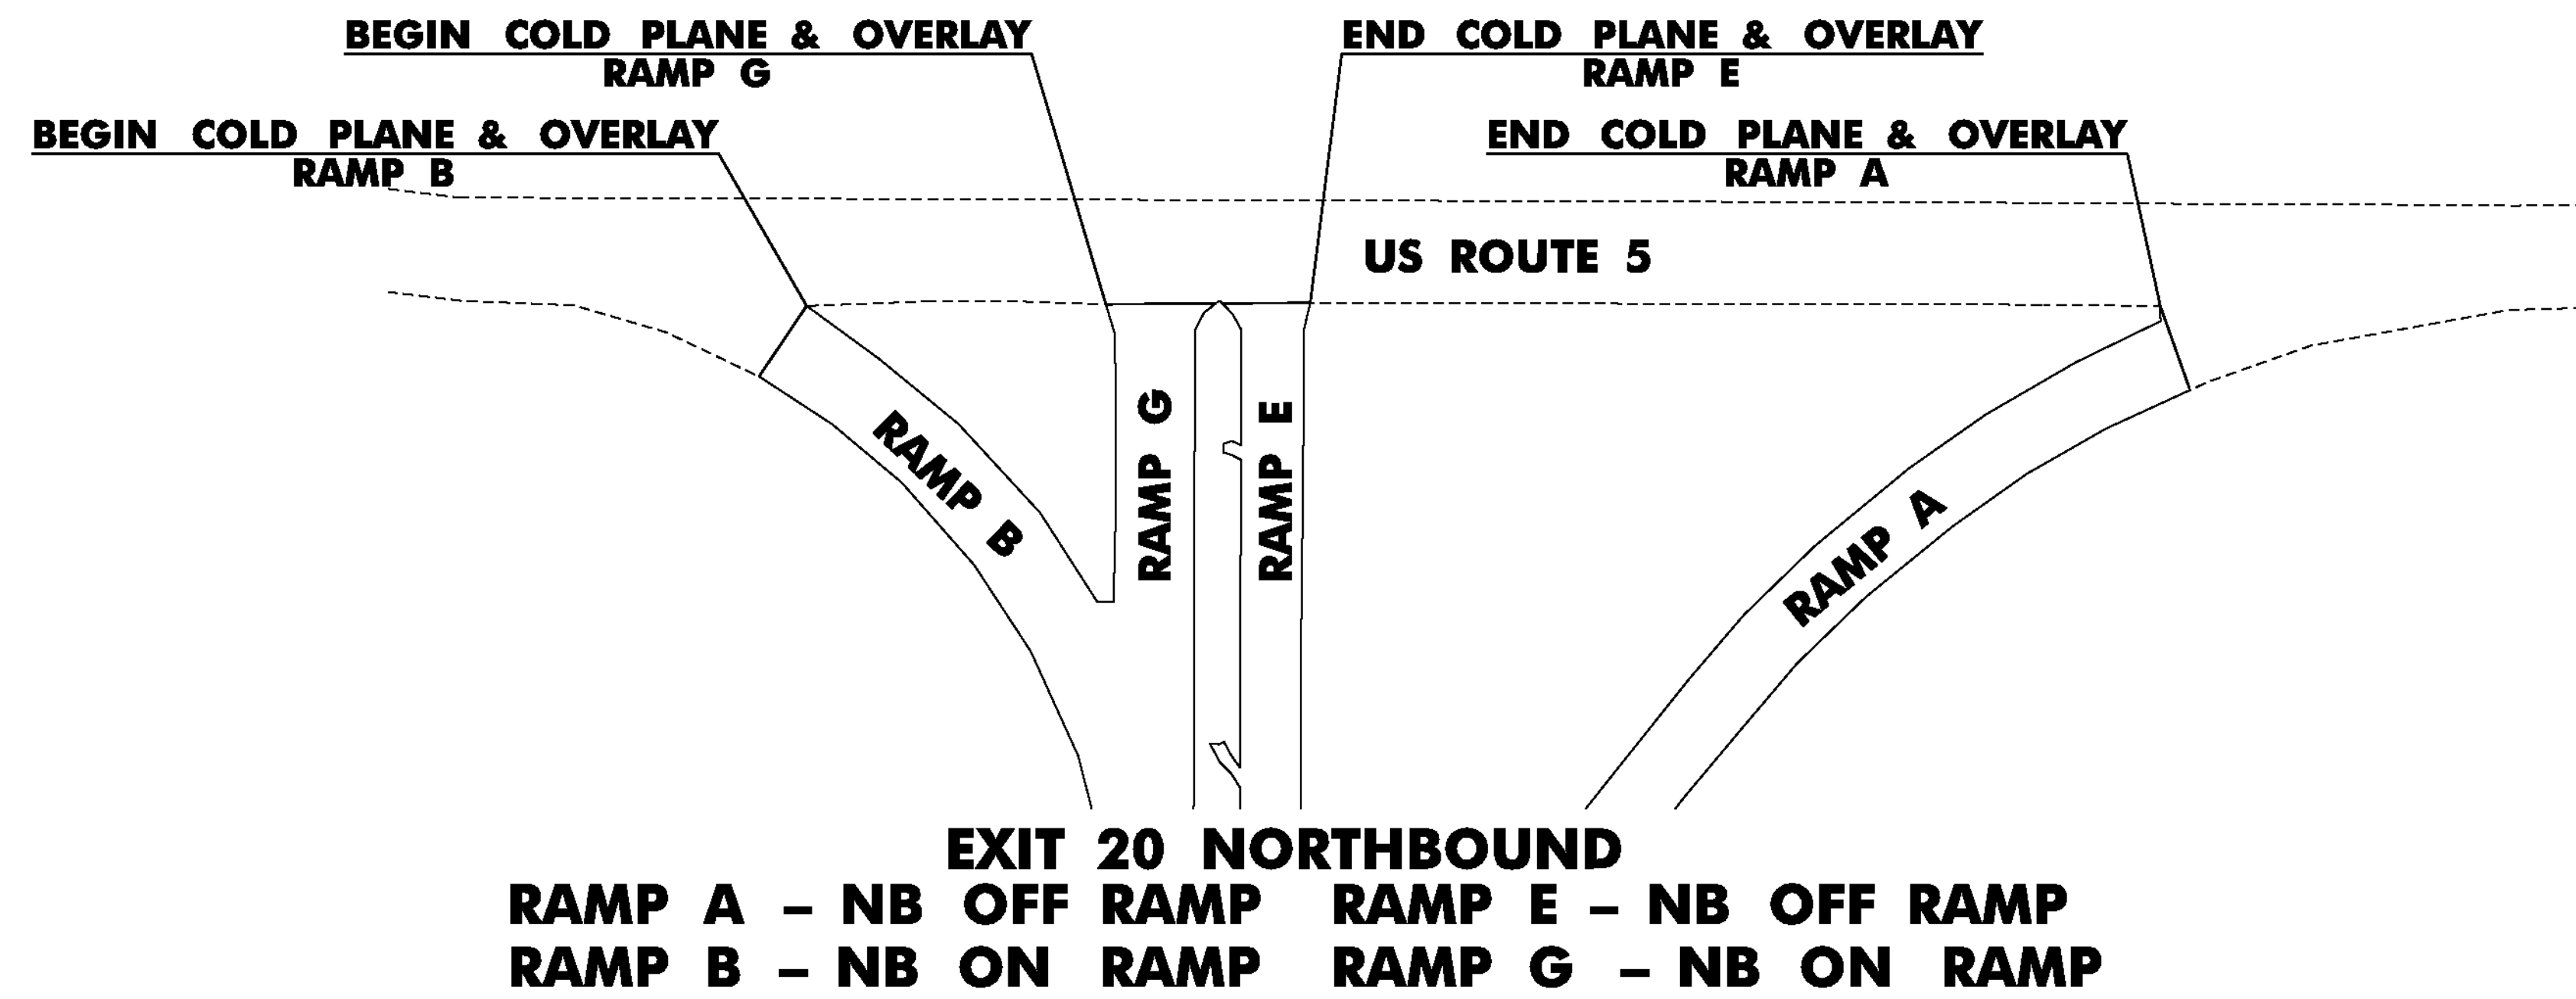 BEGIN COLD PLANE & OVERLAY
RAMP G
END COLD PLANE & OVERLAY
RAMP E
BEGIN COLD PLANE & OVERLAY
RAMP B
END COLD PLANE & OVERLAY
RAMP A
US ROUTE 5
RAMP B
RAMP G
RAMP E
RAMP A
EXIT 20 NORTHBOUND
RAMP A – NB OFF RAMP RAMP E – NB OFF RAMP
RAMP B – NB ON RAMP RAMP G – NB ON RAMP